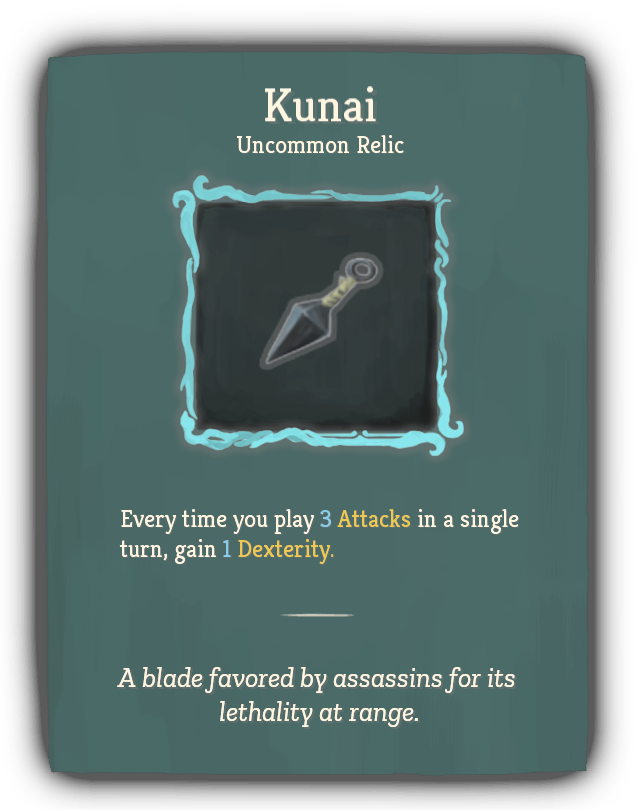 Kunai
Uncommon Relic
Every time you play 3 Attacks in a single
turn, gain 1 Dexterity.
A blade favored by assassins for its
lethality at range.